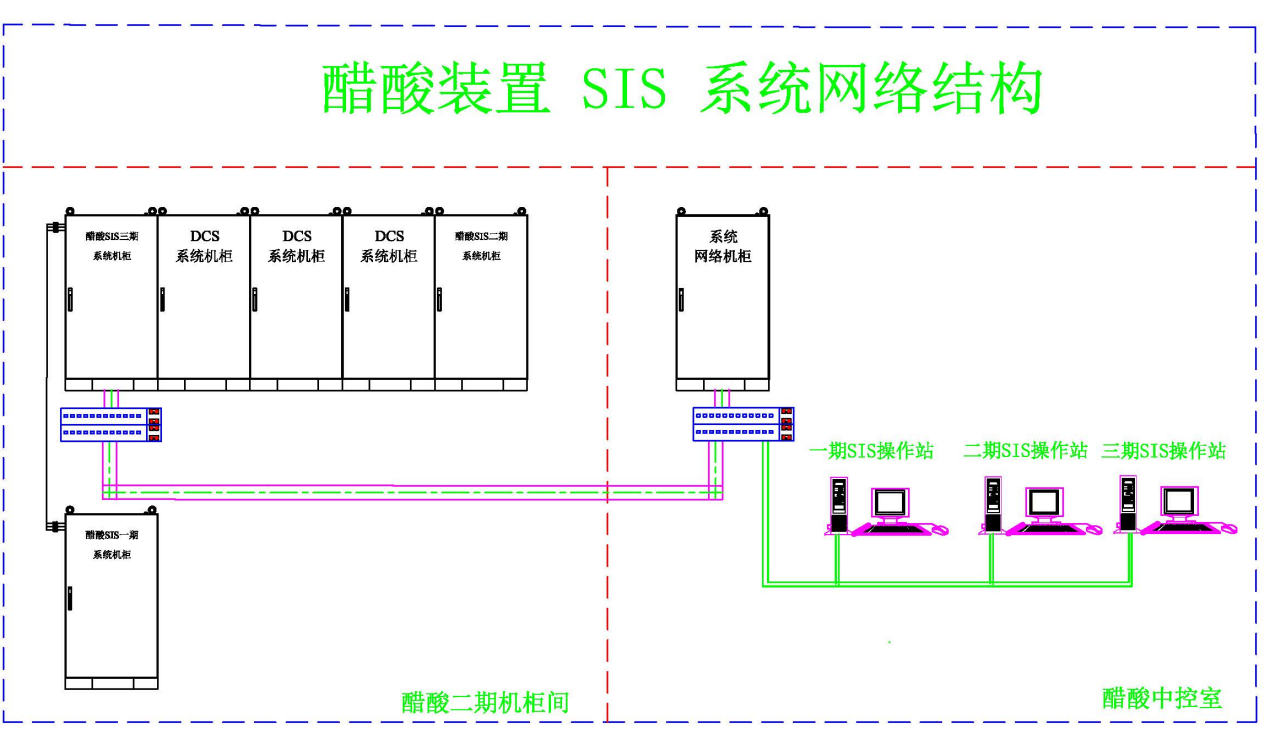 醋酸装置 SIS 系统网络结构
醋酸SIS三期
系统机柜
DCS
系统机柜
DCS
系统机柜
DCS
系统机柜
醋酸SIS二期
系统机柜
系统
网络机柜
一期SIS操作站
二期SIS操作站
三期SIS操作站
醋酸SIS一期
系统机柜
醋酸二期机柜间
醋酸中控室